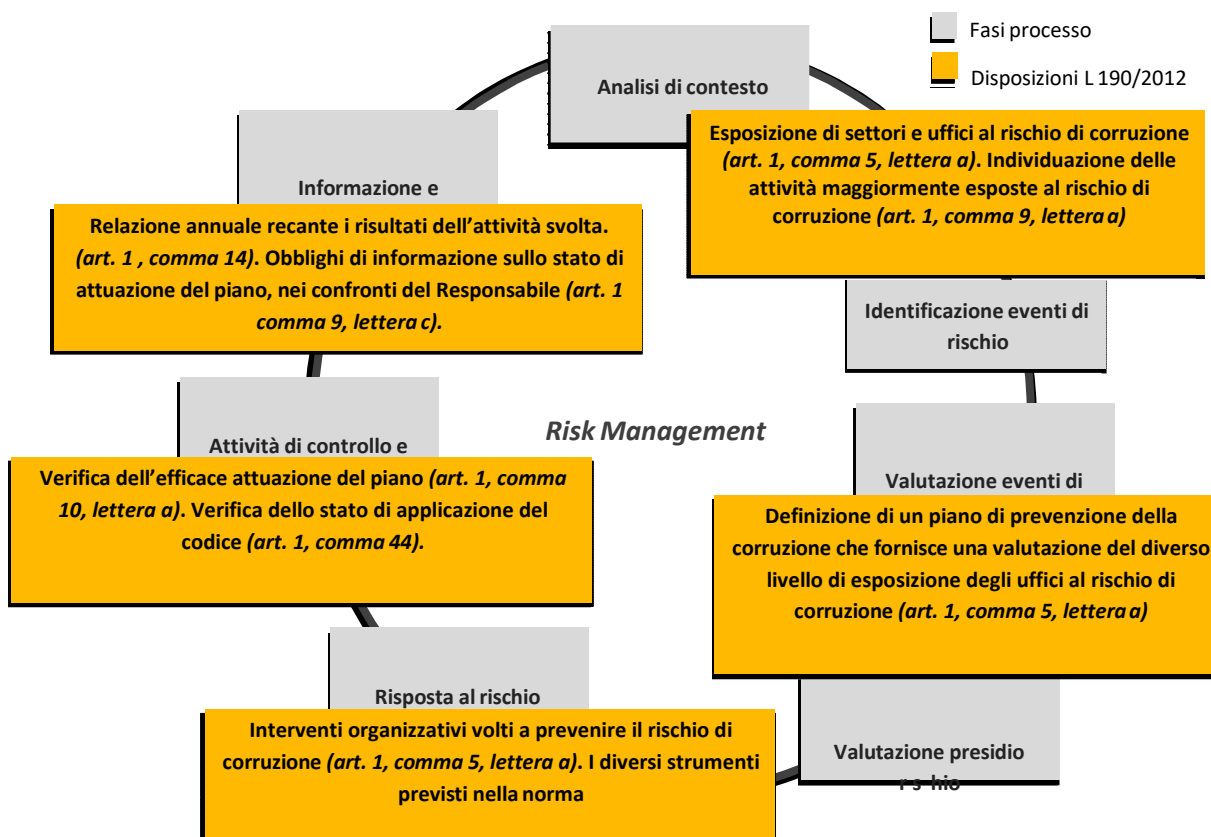 Fasi processo
Disposizioni L 190/2012
Analisi di contesto
Esposizione di settori e uffici al rischio di corruzione
(art. 1, comma 5, lettera a). Individuazione delle
attività maggiormente esposte al rischio di
corruzione (art. 1, comma 9, lettera a)
Identificazione eventi di
rischio
Valutazione eventi di
Definizione di un piano di prevenzione della
corruzione che fornisce una valutazione del diverso
livello di esposizione degli uffici al rischio di
corruzione (art. 1, comma 5, lettera a)
Valutazione presidio
Risposta al rischio
Interventi organizzativi volti a prevenire il rischio di
corruzione (art. 1, comma 5, lettera a). I diversi strumenti
previsti nella norma
Attività di controllo e
Verifica dell'efficace attuazione del piano (art. 1, comma
10, lettera a). Verifica dello stato di applicazione del
codice (art. 1, comma 44).
Informazione e
Relazione annuale recante i risultati dell'attività svolta.
(art. 1 , comma 14). Obblighi di informazione sullo stato di
attuazione del piano, nei confronti del Responsabile (art. 1
comma 9, lettera c).
Risk Management